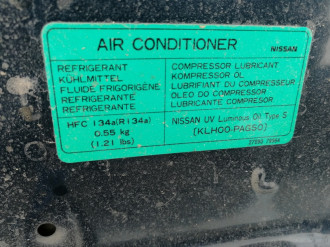 AIR CONDITIONER NISSAN
REFRIGERANT
KÜHLMITTEL
FLUIDE FRIGORIGÈNE
REFRIGERANTE
REFRIGERANTE
COMPRESSOR LUBRICANT
KOMPRESSOR ÖL
LUBRIFIANT DU COMPRESSEUR
OLEO DO COMPRESSOR
LUBRICANTE COMPRESOR
HFC 134a(R134a)
0.55 kg
(1.21 lbs)
NISSAN UV Luminous Oil Type S
[KLH00-PAGS0]